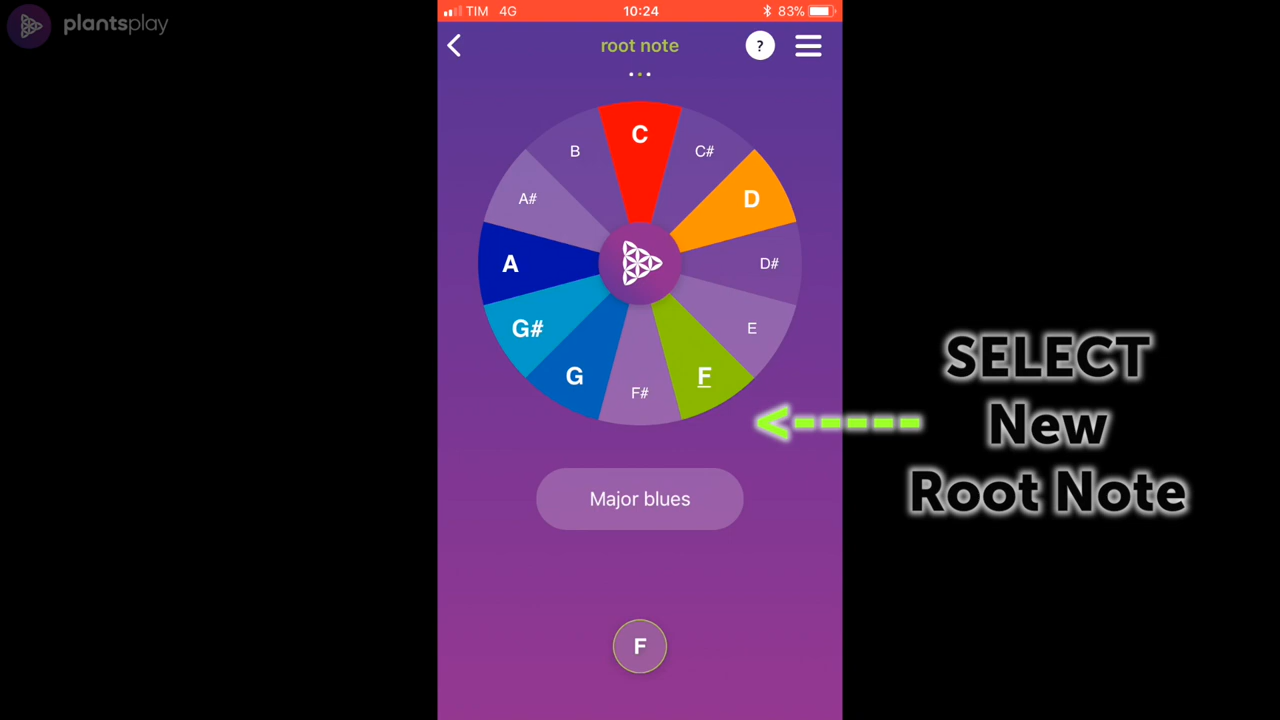 plantsplay
TIM 4G 10:24 83%
root note
?
C
B
C#
A#
D
A
D#
G#
E
G
F
F#
Major blues
F
<-----
SELECT
New
Root Note